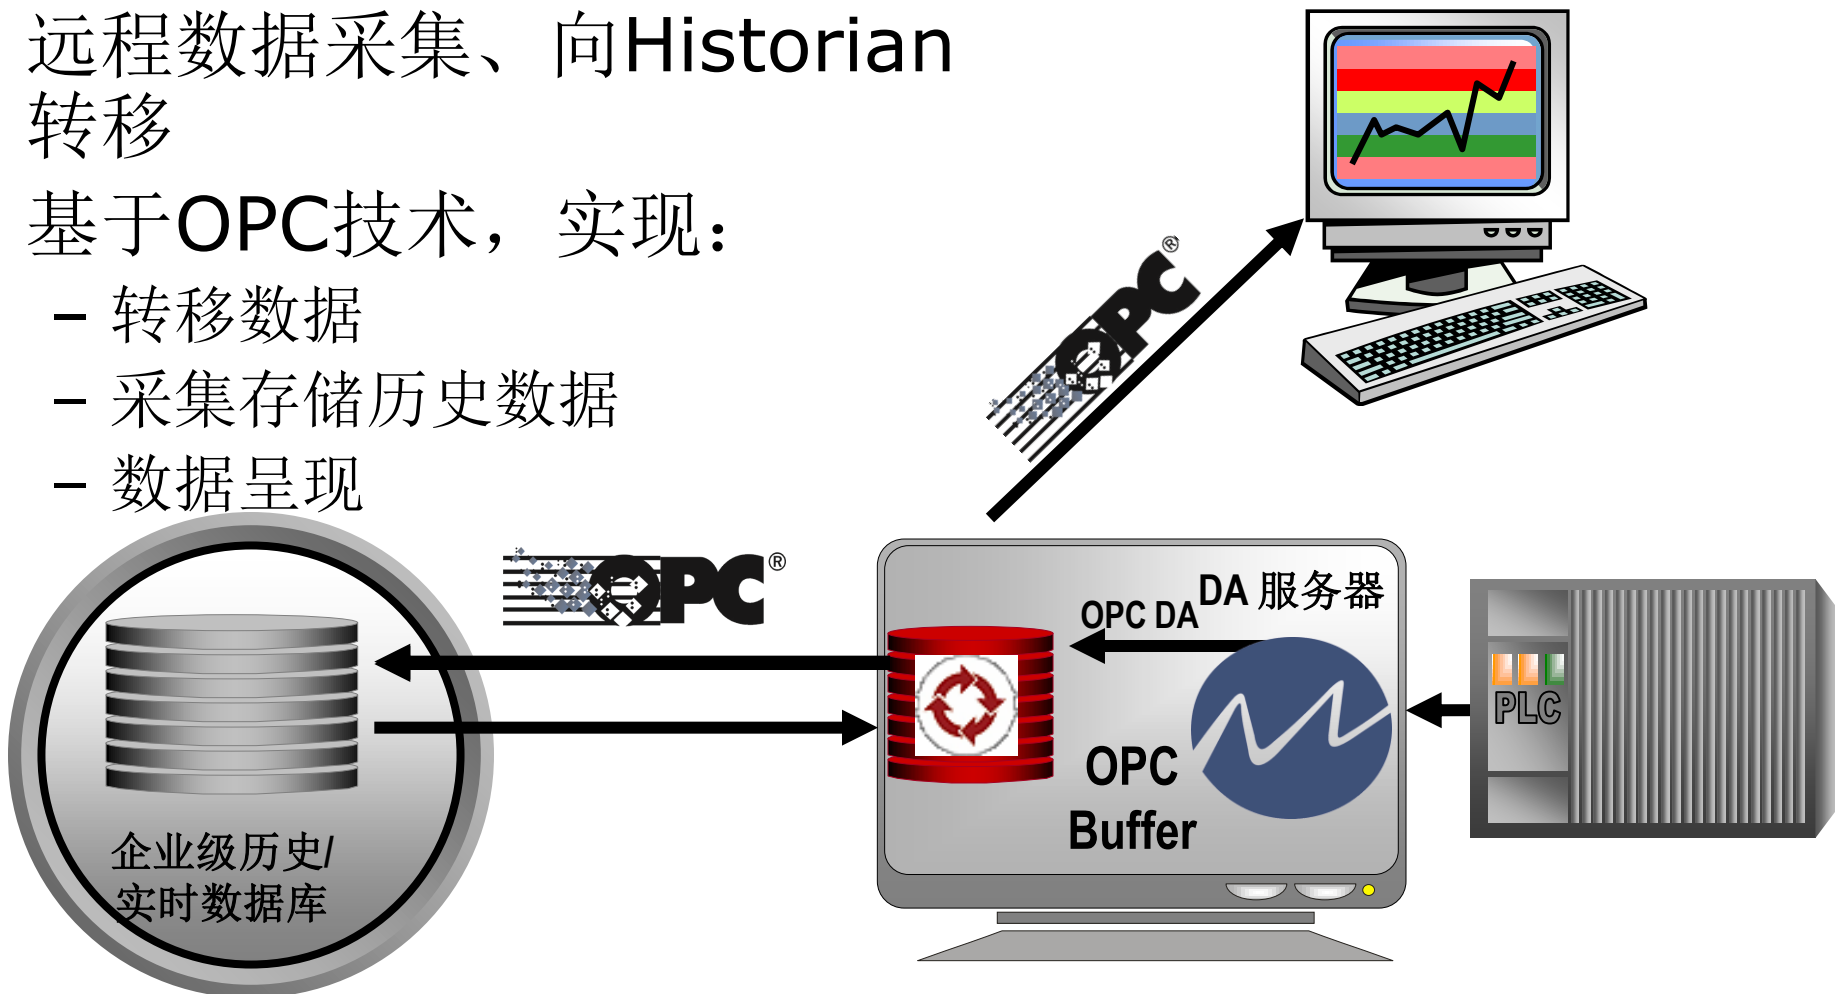 远程数据采集、向Historian
转移
基于OPC技术，实现：
– 转移数据
– 采集存储历史数据
– 数据呈现
OPC®
OPC®
DA 服务器
OPC DA
PLC
OPC
Buffer
企业级历史/
实时数据库